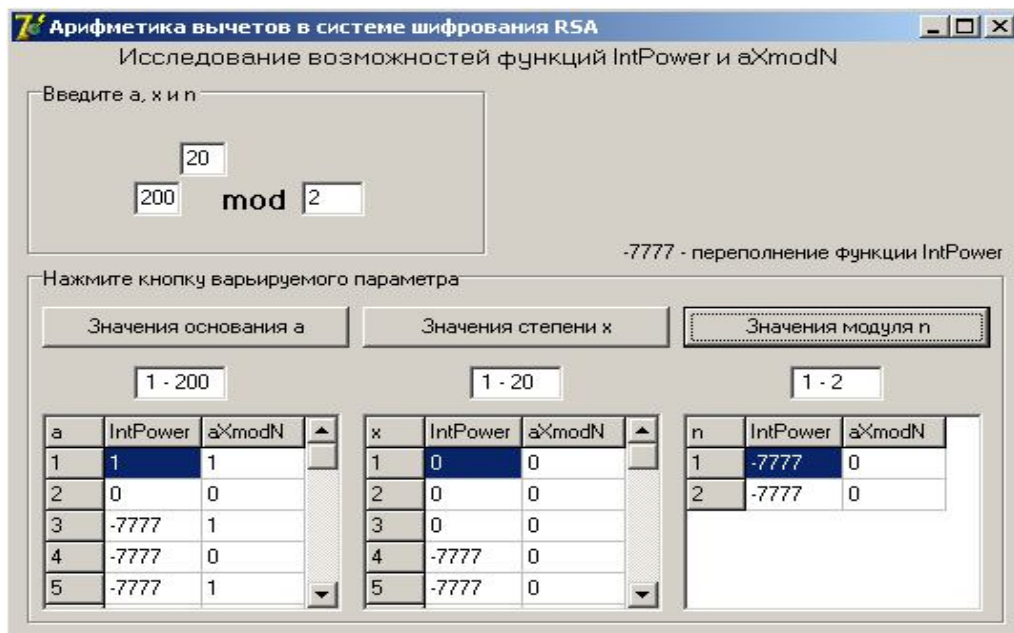 Арифметика вычетов в системе шифрования RSA
Исследование возможностей функций IntPower и aXmodN
Введите a, x и n
20
200 mod 2
-7777 - переполнение функции IntPower
Нажмите кнопку варьируемого параметра
Значения основания a Значения степени x Значения модуля n
1 - 200 1 - 20 1 - 2
a IntPower aXmodN x IntPower aXmodN n IntPower aXmodN
1 1 1 1 0 0 1 -7777 0
2 0 0 2 0 0 2 -7777 0
3 -7777 1 3 0 0
4 -7777 0 4 -7777 0
5 -7777 1 5 -7777 0